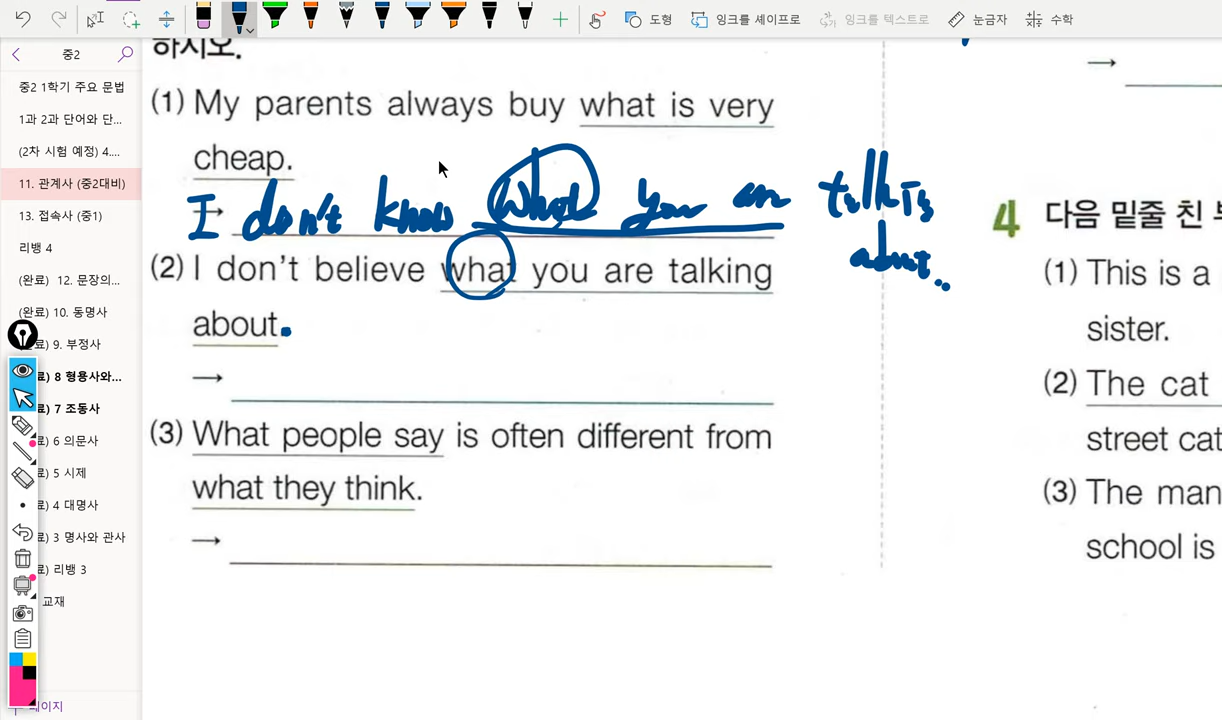 도형
잉크를 셰이프로
잉크를 텍스트로
눈금자
수학
중2
중2 1학기 주요 문법
1과 2과 단어와 단...
(2차 시험 예정) 4....
11. 관계사 (중2대비)
13. 접속사 (중1)
리뱅 4
(완료) 12. 문장의...
(완료) 10. 동명사
료) 9. 부정사
료) 8 형용사와...
료) 7 조동사
료) 6 의문사
료) 5 시제
료) 4 대명사
료) 3 명사와 관사
료) 리뱅 3
교재
페이지
하시오.
(1) My parents always buy what is very
cheap.
→
I don't know what you are talking
about..
(2) I don't believe what you are talking
about.
→
(3) What people say is often different from
what they think.
→
→
4 다음 밑줄 친
(1) This is a
sister.
(2) The cat
street cat
(3) The man
school is